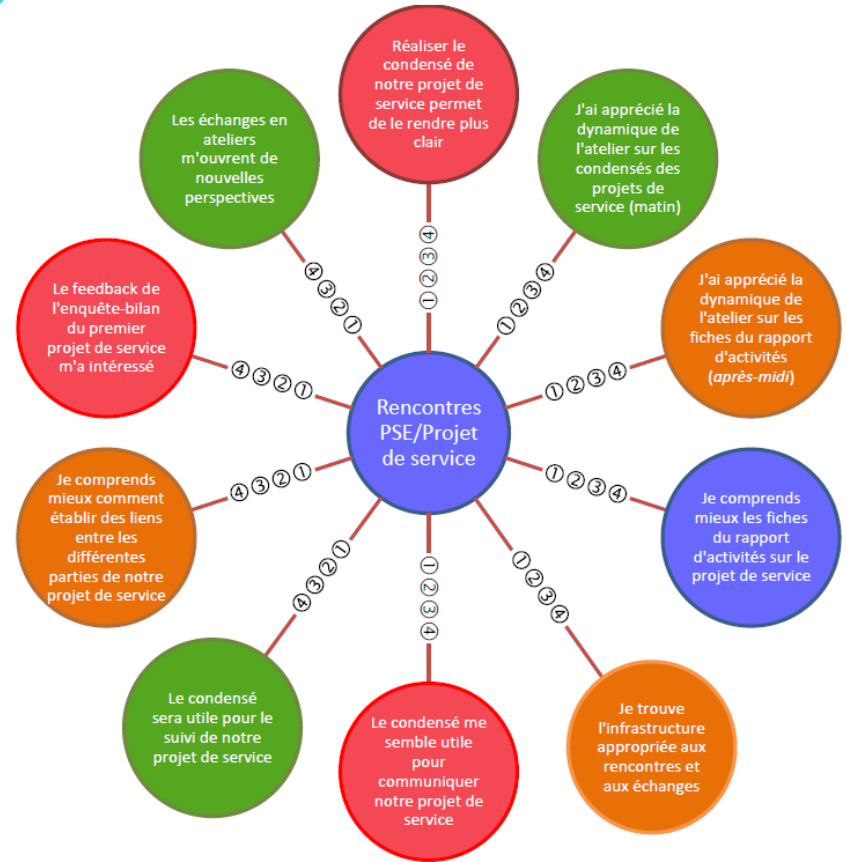 Réaliser le
condensé de
notre projet de
service permet
de le rendre plus
clair
④③②①
J'ai apprécié la
dynamique de
l'atelier sur les
condensés des
projets de
service (matin)
①②③④
J'ai apprécié la
dynamique de
l'atelier sur les
fiches du rapport
d'activités
(après-midi)
①②③④
Je comprends
mieux les fiches
du rapport
d'activités sur le
projet de service
①②③④
Je trouve
l'infrastructure
appropriée aux
rencontres et
aux échanges
①②③④
Le condensé me
semble utile
pour
communiquer
notre projet de
service
①②③④
Le condensé
sera utile pour le
suivi de notre
projet de service
④③②①
Je comprends
mieux comment
établir des liens
entre les
différentes
parties de notre
projet de service
④③②①
Le feedback de
l'enquête-bilan
du premier
projet de service
m'a intéressé
④③②①
Les échanges en
ateliers
m'ouvrent de
nouvelles
perspectives
④③②①
Rencontres
PSE/Projet
de service